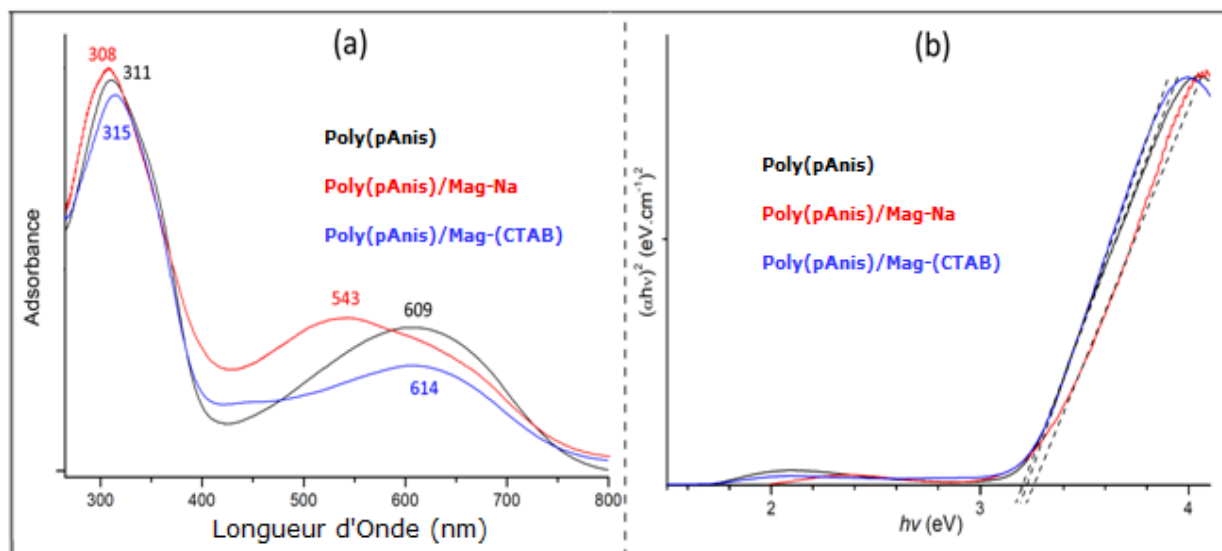 (a)
308
311
315
Poly(pAnis)
Poly(pAnis)/Mag-Na
Poly(pAnis)/Mag-(CTAB)
543
609
614
Adsorbance
300 400 500 600 700 800
Longueur d'Onde (nm)
(b)
Poly(pAnis)
Poly(pAnis)/Mag-Na
Poly(pAnis)/Mag-(CTAB)
(αhν)² (eV.cm⁻¹)²
2 3 4
hν (eV)